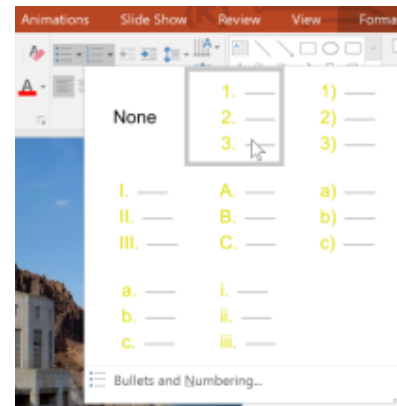 Animations Slide Show Review View Forma
None
1.
2.
3.
1)
2)
3)
I.
II.
III.
A.
B.
C.
a)
b)
c)
a.
b.
c.
i.
ii.
iii.
Bullets and Numbering...